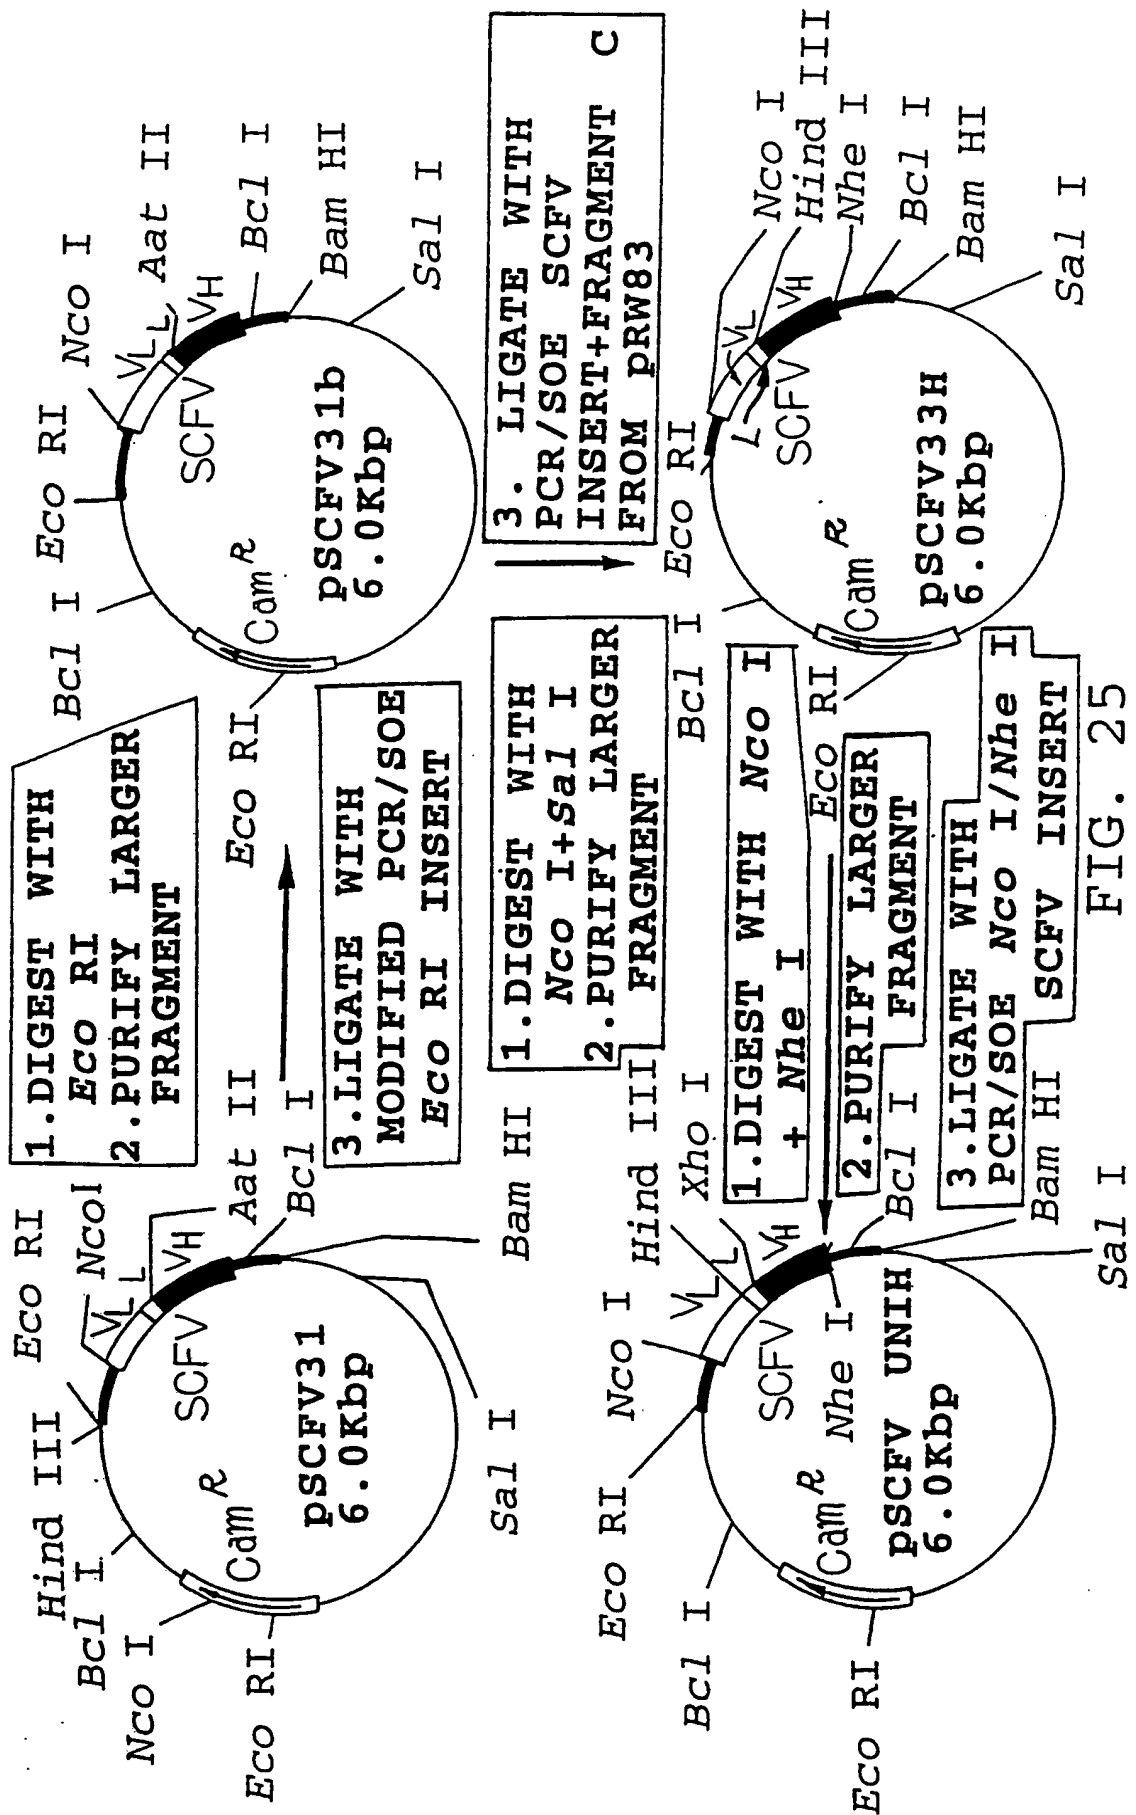 Eco RI
NcoI
Hind III
Bcl I
Nco I
Eco RI
VL
L
VH
SCFV
Cam R
pSCFV31
6.0Kbp
Aat II
Bcl I
Bam HI
Sal I
1.DIGEST WITH
Eco RI
2.PURIFY LARGER
FRAGMENT
3.LIGATE WITH
MODIFIED PCR/SOE
Eco RI INSERT
Bcl I
Eco RI
Nco I
Eco RI
VL
L
VH
SCFV
Cam R
pSCFV31b
6.0Kbp
Aat II
Bcl I
Bam HI
Sal I
1.DIGEST WITH
Nco I+Sal I
2.PURIFY LARGER
FRAGMENT
3. LIGATE WITH
PCR/SOE SCFV
INSERT+FRAGMENT C
FROM pRW83
Bcl I
Eco RI
Eco RI
L
VL
VH
SCFV
Cam R
pSCFV33H
6.0Kbp
Nco I
Hind III
Nhe I
Bcl I
Bam HI
Sal I
1.DIGEST WITH Nco I
+ Nhe I
2.PURIFY LARGER
FRAGMENT
3.LIGATE WITH
PCR/SOE Nco I/Nhe I
SCFV INSERT
Hind III
Xho I
Nco I
Eco RI
Bcl I
Eco RI
VL
L
VH
SCFV
Nhe I
Cam R
pSCFV UNIH
6.0Kbp
Bcl I
Bam HI
Sal I
FIG. 25